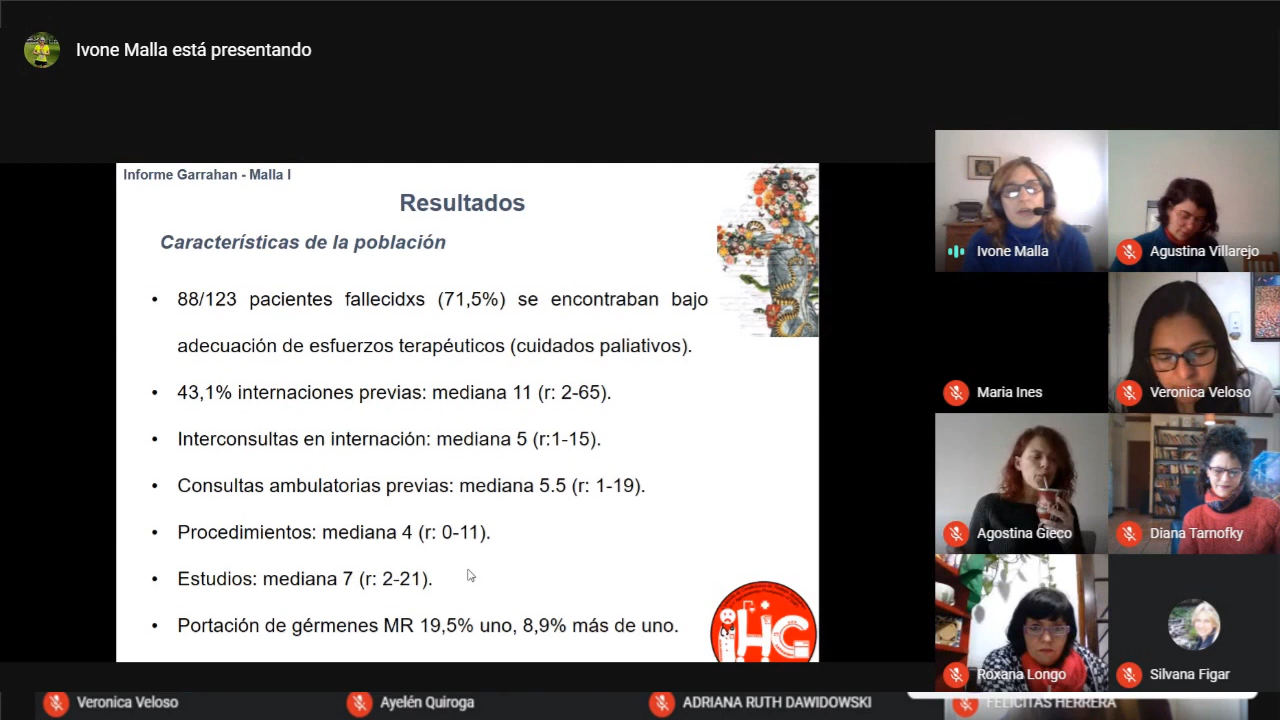 Ivone Malla está presentando
Informe Garrahan - Malla I
Resultados
Características de la población
• 88/123 pacientes fallecidxs (71,5%) se encontraban bajo
adecuación de esfuerzos terapéuticos (cuidados paliativos).
• 43,1% internaciones previas: mediana 11 (r: 2-65).
• Interconsultas en internación: mediana 5 (r:1-15).
• Consultas ambulatorias previas: mediana 5.5 (r: 1-19).
• Procedimientos: mediana 4 (r: 0-11).
• Estudios: mediana 7 (r: 2-21).
• Portación de gérmenes MR 19,5% uno, 8,9% más de uno.
Ivone Malla
Agustina Villarejo
Maria Ines
Veronica Veloso
Agostina Gieco
Diana Tarnofky
Roxana Longo
Silvana Figar
Veronica Veloso
Ayelén Quiroga
ADRIANA RUTH DAWIDOWSKI
FELICITAS HERRERA